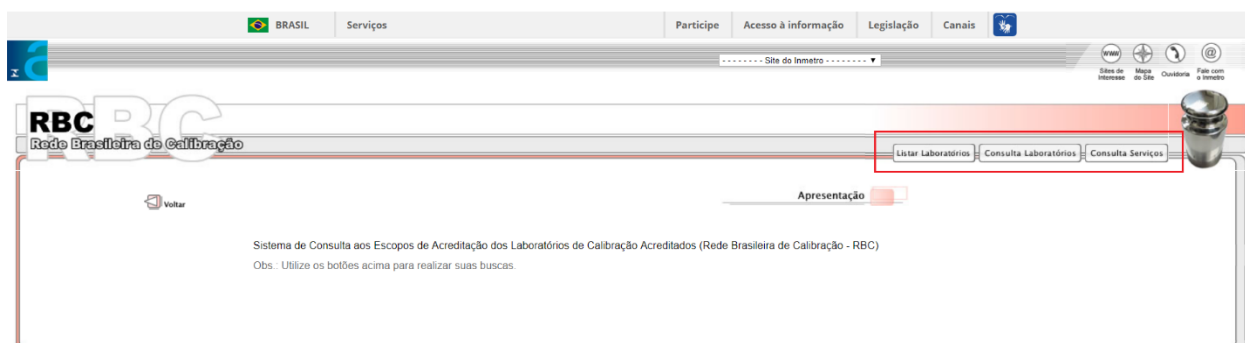 BRASIL Serviços Participe Acesso à informação Legislação Canais
- - - - - - - - Site do Inmetro - - - - - - - -
www
@
Sites de Interesse
Mapa do Site
Ouvidoria
Fale com o Inmetro
RBC
Rede Brasileira de Calibração
Listar Laboratórios Consulta Laboratórios Consulta Serviços
Voltar
Apresentação
Sistema de Consulta aos Escopos de Acreditação dos Laboratórios de Calibração Acreditados (Rede Brasileira de Calibração - RBC)
Obs.: Utilize os botões acima para realizar suas buscas.